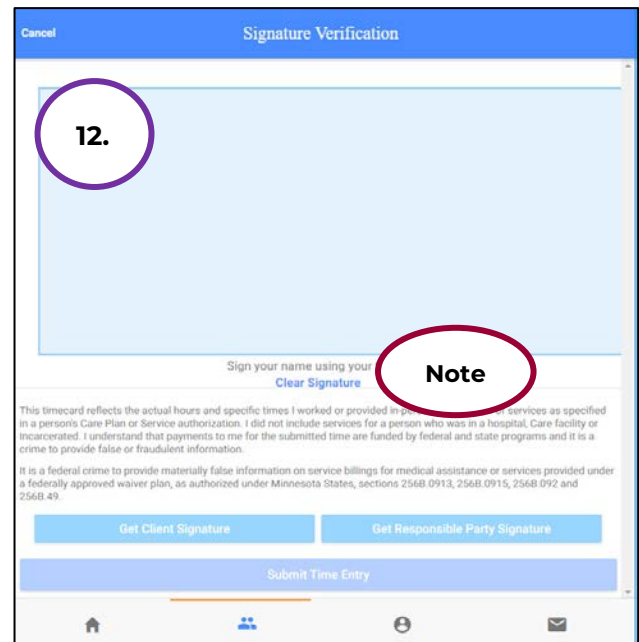 Cancel
Signature Verification
12.
Sign your name using your
Note
Clear Signature
This timecard reflects the actual hours and specific times I worked or provided in-pers of services as specified
in a person's Care Plan or Service authorization. I did not include services for a person who was in a hospital, Care facility or
Incarcerated. I understand that payments to me for the submitted time are funded by federal and state programs and it is a
crime to provide false or fraudulent information.
It is a federal crime to provide materially false information on service billings for medical assistance or services provided under
a federally approved waiver plan, as authorized under Minnesota States, sections 256B.0913, 256B.0915, 256B.092 and
256B.49.
Get Client Signature
Get Responsible Party Signature
Submit Time Entry